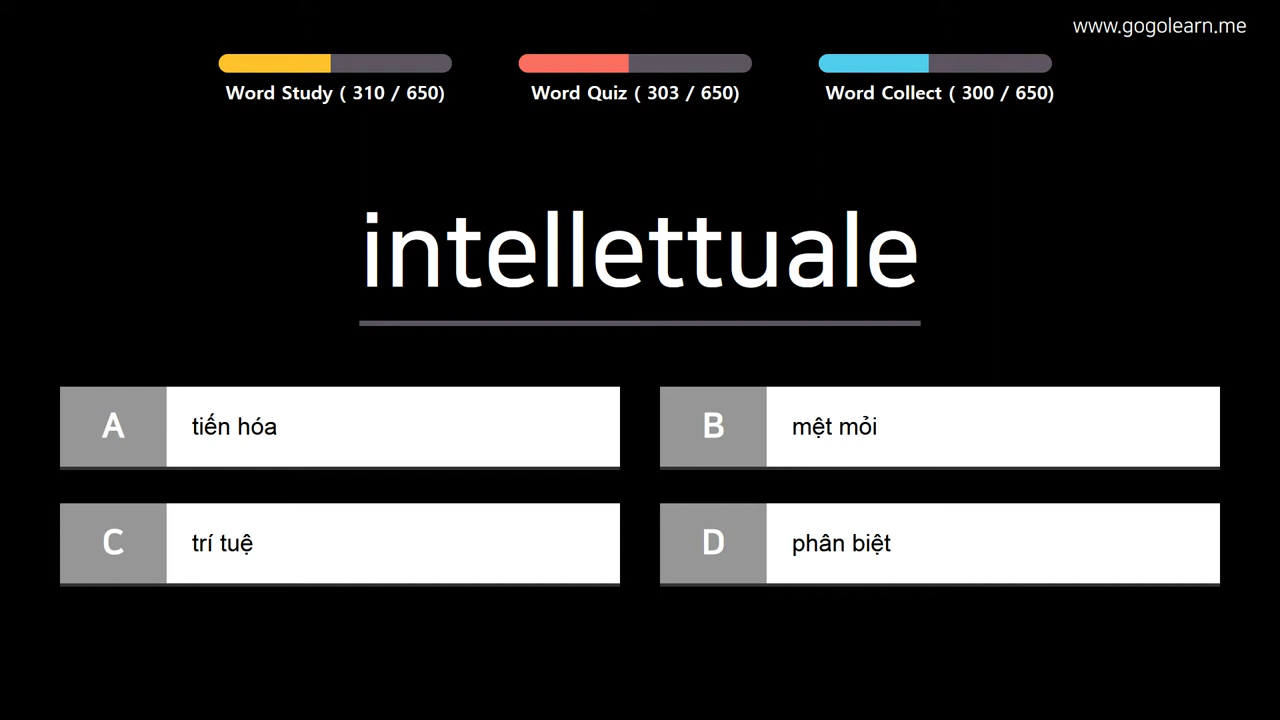 www.gogolearn.me
Word Study ( 310 / 650)
Word Quiz ( 303 / 650)
Word Collect ( 300 / 650)
intellettuale
A
tiến hóa
B
mệt mỏi
C
trí tuệ
D
phân biệt